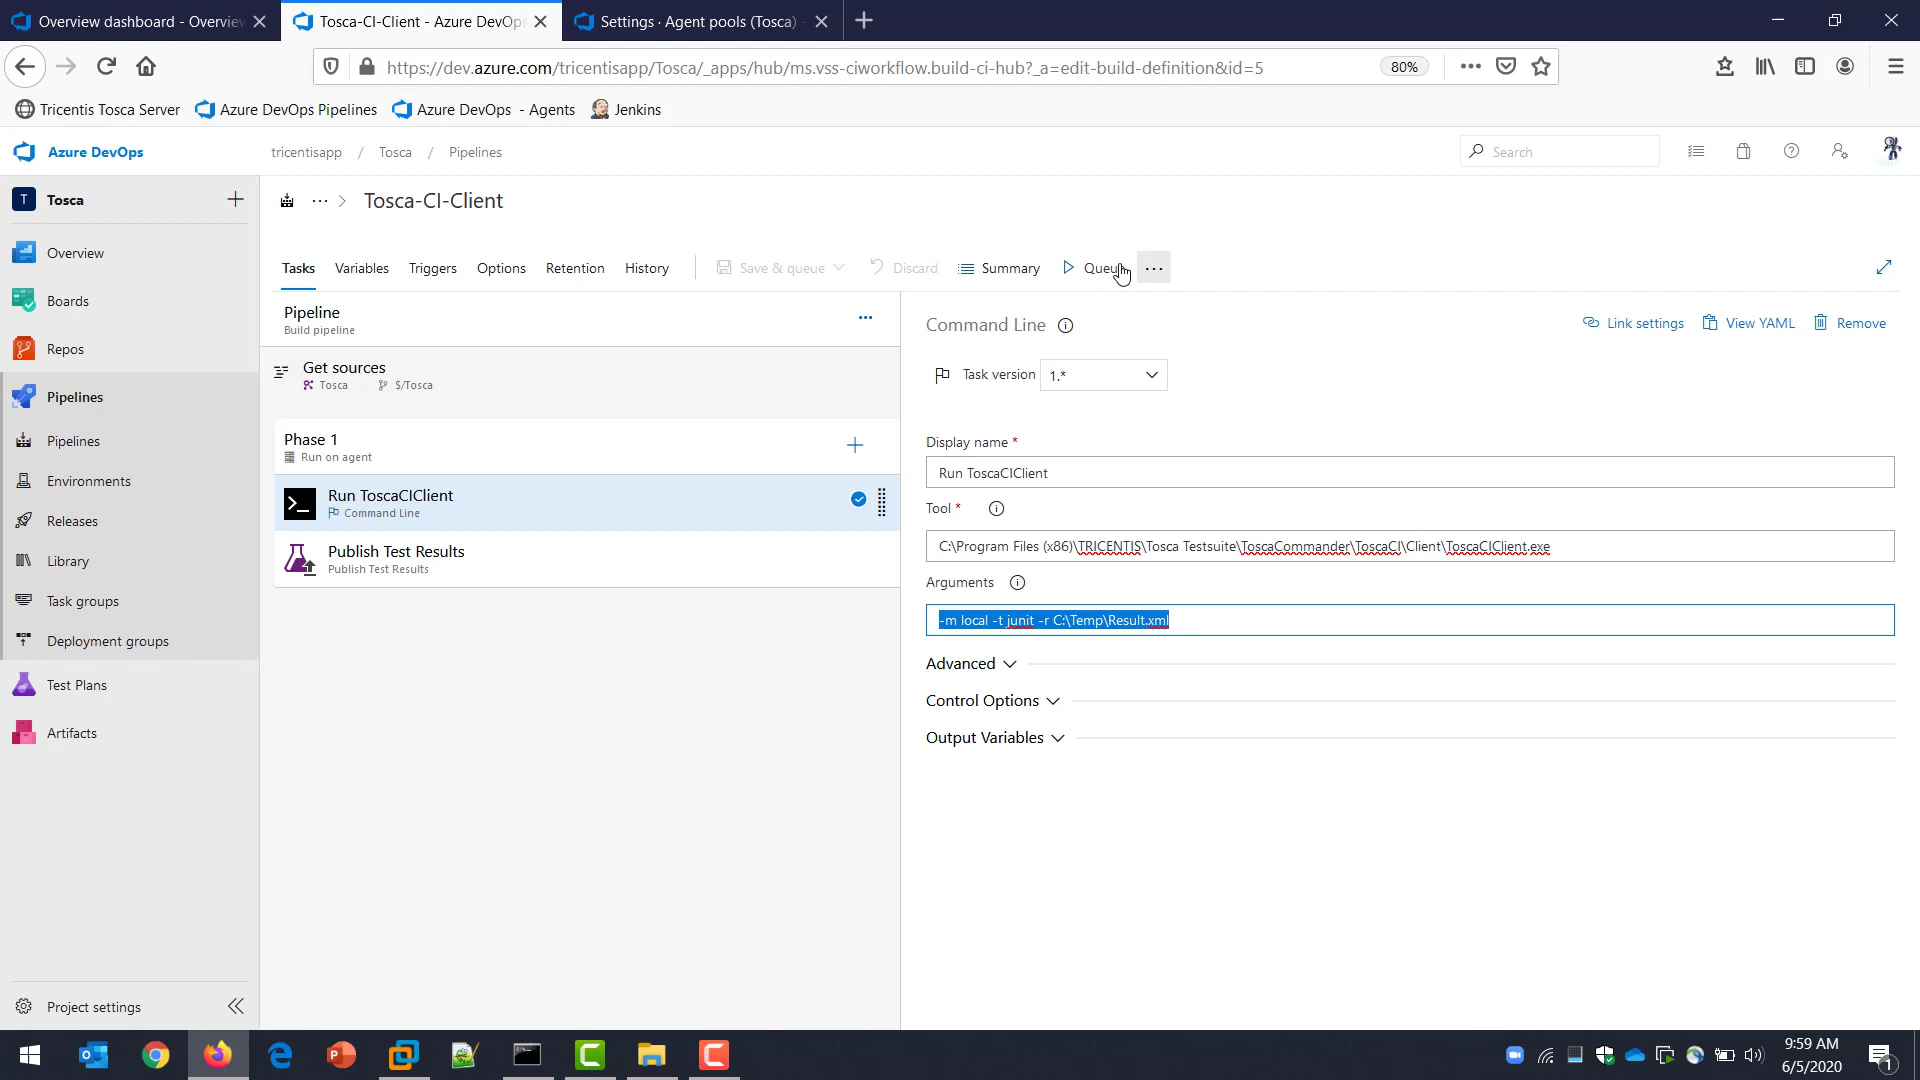 Overview dashboard - Overview
Tosca-CI-Client - Azure DevOps
Settings · Agent pools (Tosca) -
https://dev.azure.com/tricentisapp/Tosca/_apps/hub/ms.vss-ciworkflow.build-ci-hub?_a=edit-build-definition&id=5
80%
Tricentis Tosca Server
Azure DevOps Pipelines
Azure DevOps - Agents
Jenkins
Azure DevOps
tricentisapp / Tosca / Pipelines
Search
T Tosca
Overview
Boards
Repos
Pipelines
Pipelines
Environments
Releases
Library
Task groups
Deployment groups
Test Plans
Artifacts
Project settings
Tosca-CI-Client
Tasks Variables Triggers Options Retention History Save & queue Discard Summary Queue
Pipeline
Build pipeline
Get sources
Tosca $/Tosca
Phase 1
Run on agent
Run ToscaCIClient
Command Line
Publish Test Results
Publish Test Results
Command Line
Link settings View YAML Remove
Task version 1.*
Display name *
Run ToscaCIClient
Tool *
C:\Program Files (x86)\TRICENTIS\Tosca Testsuite\ToscaCommander\ToscaCI\Client\ToscaCIClient.exe
Arguments
-m local -t junit -r C:\Temp\Result.xml
Advanced
Control Options
Output Variables
9:59 AM
6/5/2020
1